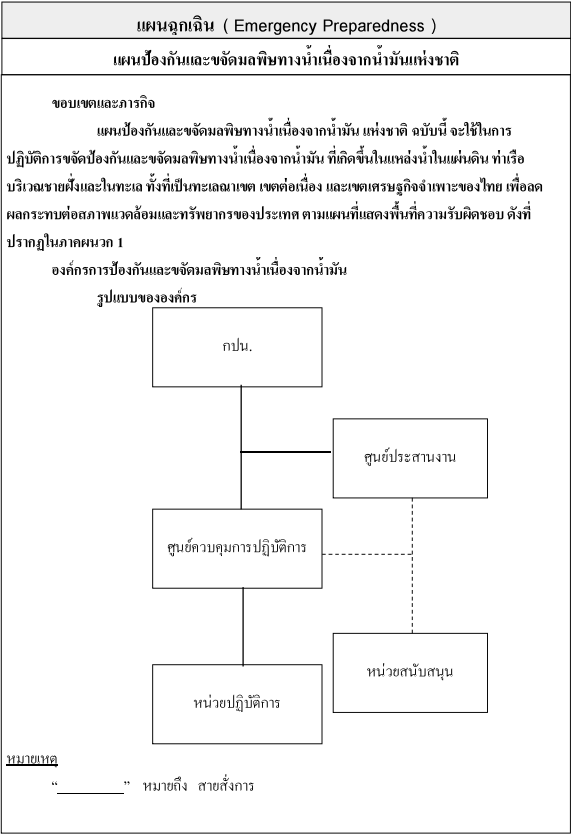 แผนฉุกเฉิน ( Emergency Preparedness )
แผนป้องกันและขจัดมลพิษทางน้ำเนื่องจากน้ำมันแห่งชาติ
ขอบเขตและภารกิจ
แผนป้องกันและขจัดมลพิษทางน้ำเนื่องจากน้ำมัน แห่งชาติ ฉบับนี้ จะใช้ในการ
ปฏิบัติการขจัดป้องกันและขจัดมลพิษทางน้ำเนื่องจากน้ำมัน ที่เกิดขึ้นในแหล่งน้ำในแผ่นดิน ท่าเรือ
บริเวณชายฝั่งและในทะเล ทั้งที่เป็นทะเลอาณาเขต เขตต่อเนื่อง และเขตเศรษฐกิจจำเพาะของไทย เพื่อลด
ผลกระทบต่อสภาพแวดล้อมและทรัพยากรของประเทศ ตามแผนที่แสดงพื้นที่ความรับผิดชอบ ดังที่
ปรากฏในภาคผนวก 1
องค์กรการป้องกันและขจัดมลพิษทางน้ำเนื่องจากน้ำมัน
รูปแบบขององค์กร
กปน.
ศูนย์ประสานงาน
ศูนย์ควบคุมการปฏิบัติการ
หน่วยสนับสนุน
หน่วยปฏิบัติการ
หมายเหตุ
“__________” หมายถึง สายสั่งการ